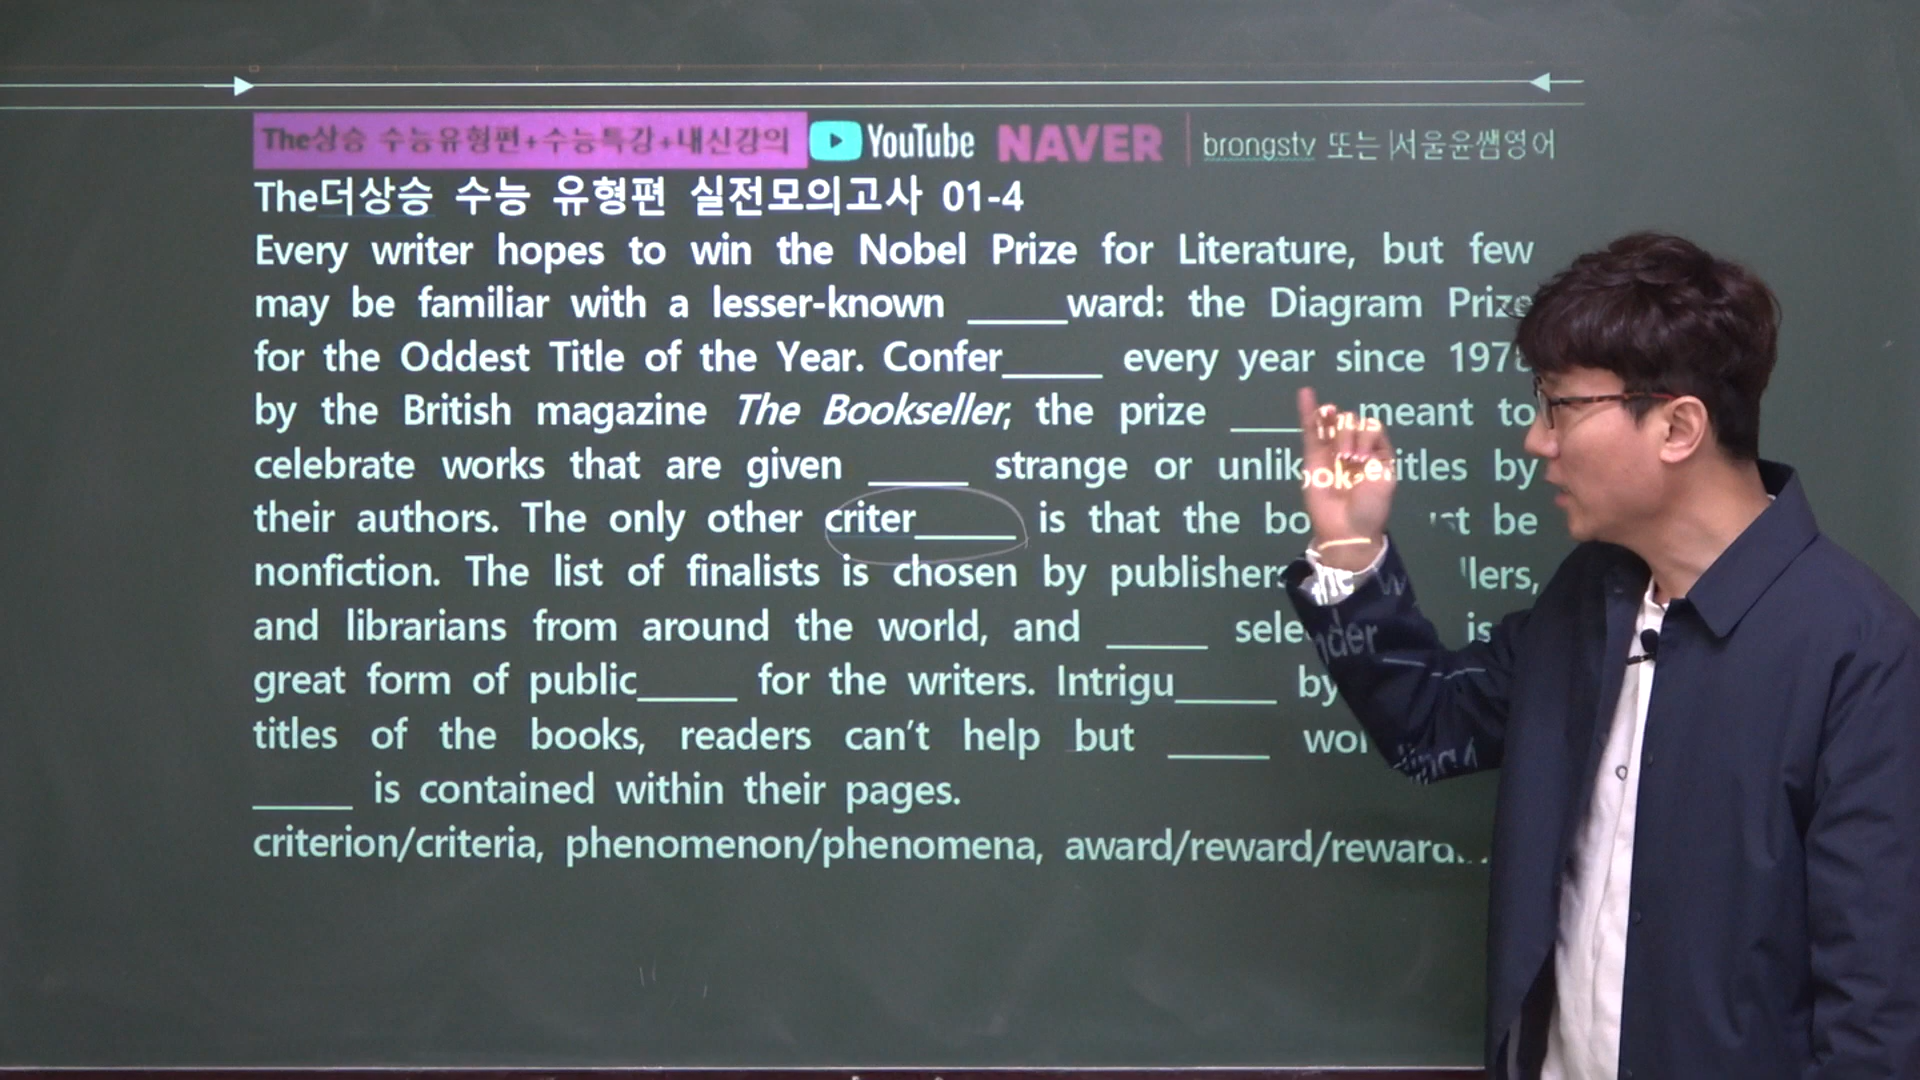 The상승 수능유형편+수능특강+내신강의 YouTube NAVER brongstv 또는 서울윤쌤영어
The더상승 수능 유형편 실전모의고사 01-4
Every writer hopes to win the Nobel Prize for Literature, but few
may be familiar with a lesser-known _____ward: the Diagram Prize
for the Oddest Title of the Year. Confer_____ every year since
by the British magazine The Bookseller, the prize _____ meant to
celebrate works that are given _____ strange or titles by
their authors. The only other criter_____ is that the be
nonfiction. The list of finalists is chosen by publishers
and librarians from around the world, and _____ is
great form of public_____ for the writers. Intrigu_____ by
titles of the books, readers can't help but _____
_____ is contained within their pages.
criterion/criteria, phenomenon/phenomena, award/reward/